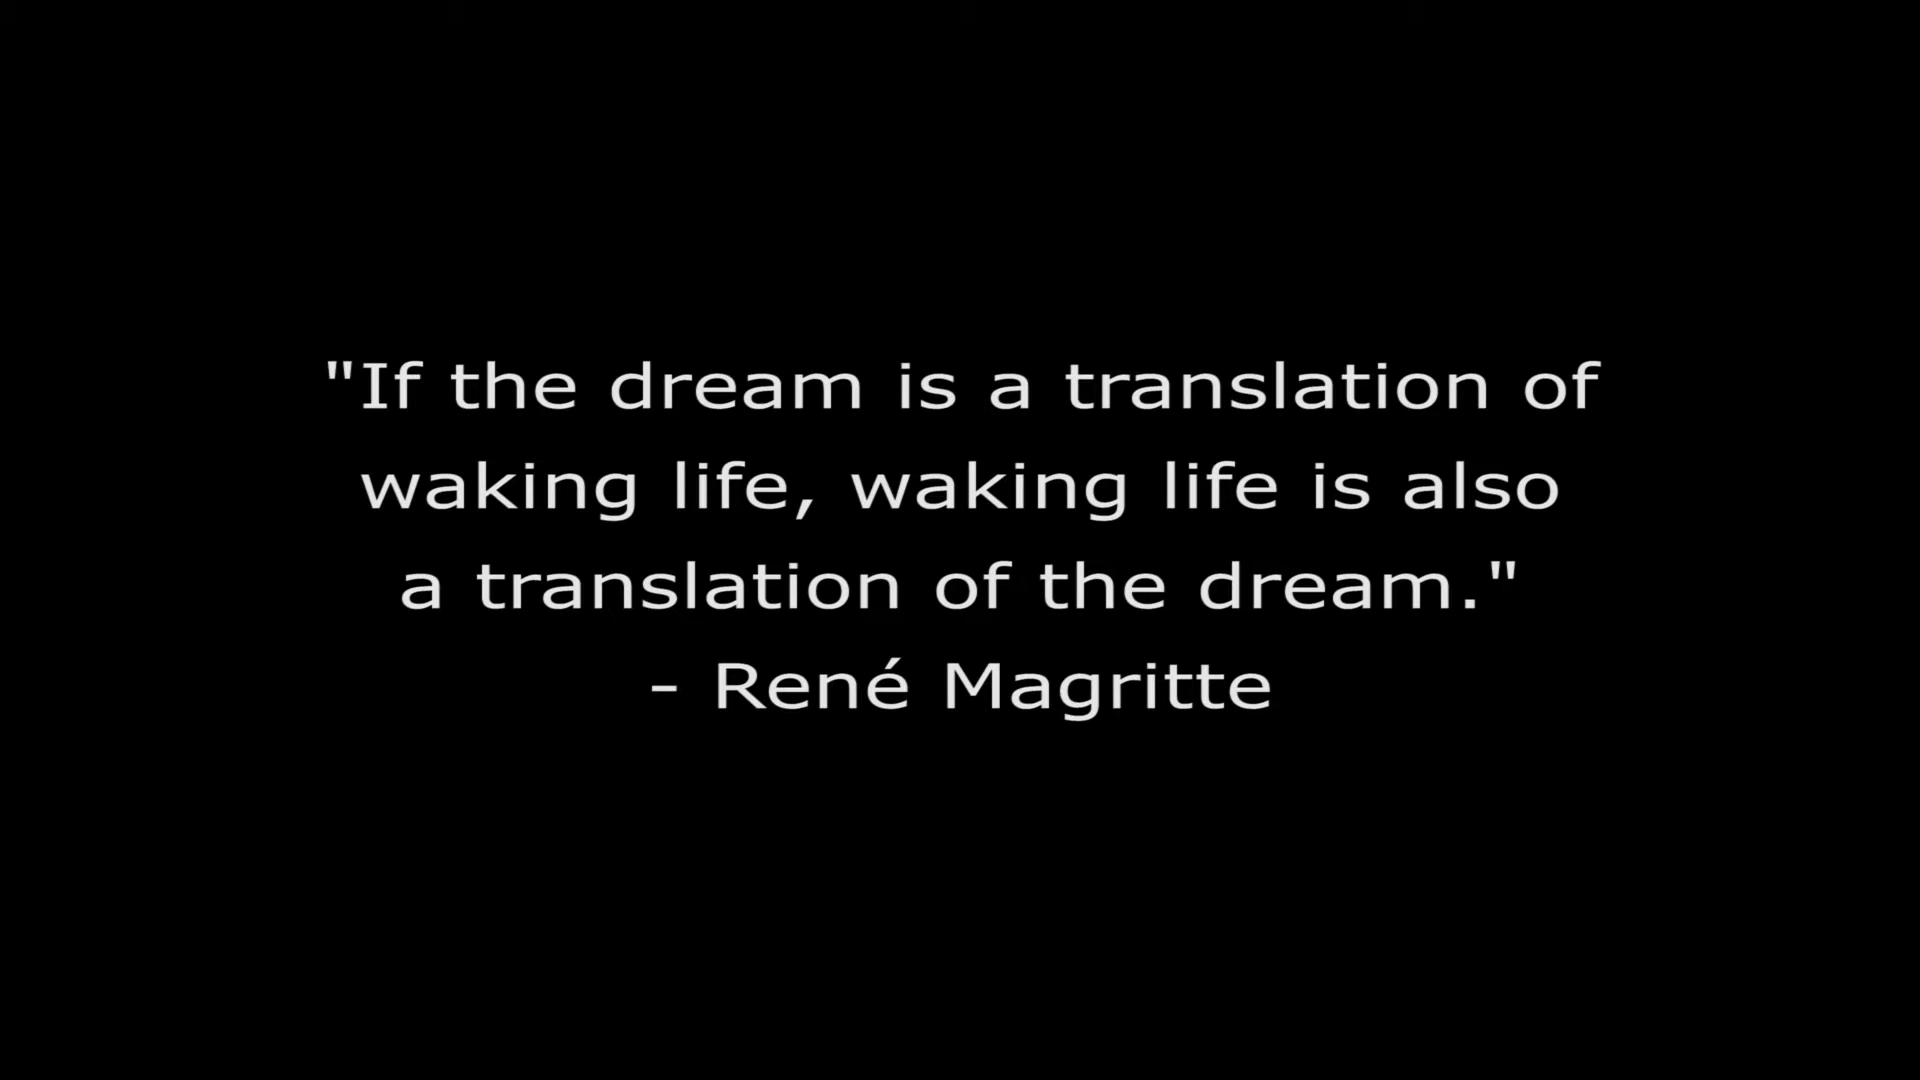 "If the dream is a translation of
waking life, waking life is also
a translation of the dream."
- René Magritte